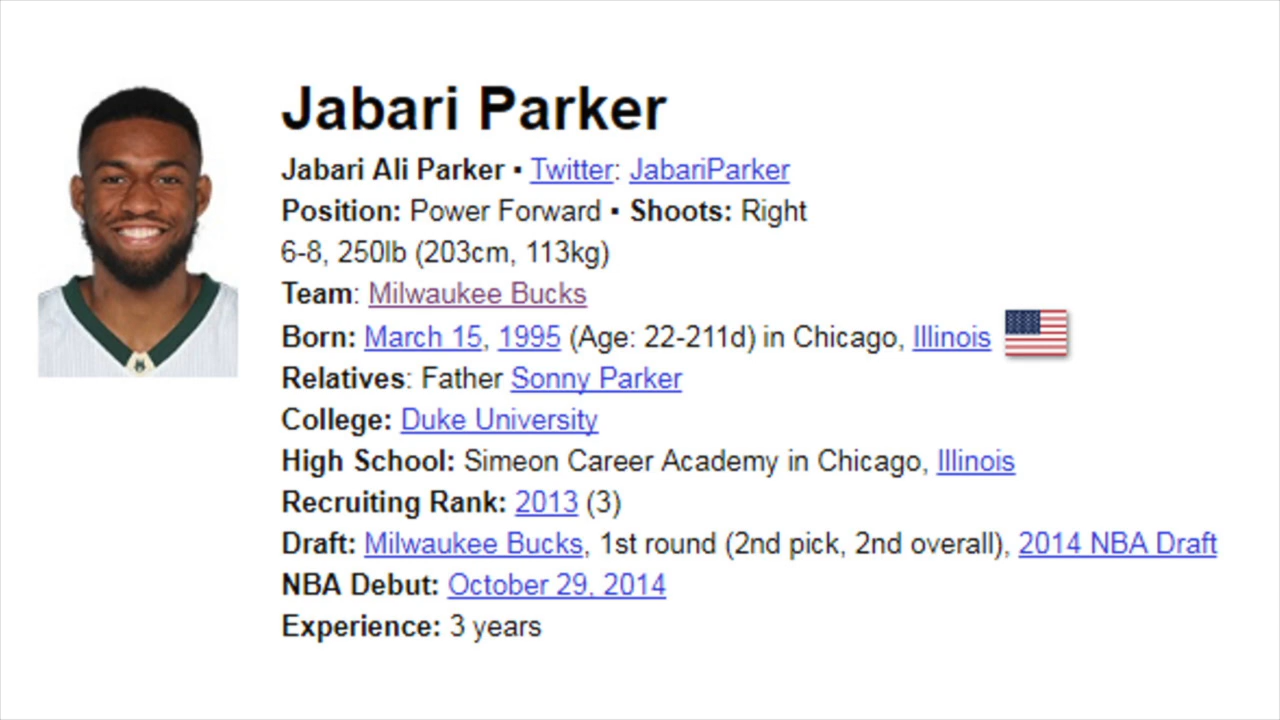 Jabari Parker
Jabari Ali Parker ▪ Twitter: JabariParker
Position: Power Forward ▪ Shoots: Right
6-8, 250lb (203cm, 113kg)
Team: Milwaukee Bucks
Born: March 15, 1995 (Age: 22-211d) in Chicago, Illinois
Relatives: Father Sonny Parker
College: Duke University
High School: Simeon Career Academy in Chicago, Illinois
Recruiting Rank: 2013 (3)
Draft: Milwaukee Bucks, 1st round (2nd pick, 2nd overall), 2014 NBA Draft
NBA Debut: October 29, 2014
Experience: 3 years